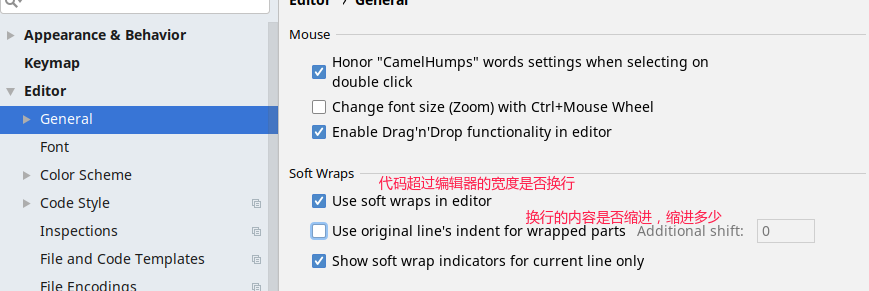 Editor › General
Appearance & Behavior
Keymap
Editor
General
Font
Color Scheme
Code Style
Inspections
File and Code Templates
File Encodings
Mouse
Honor "CamelHumps" words settings when selecting on
double click
Change font size (Zoom) with Ctrl+Mouse Wheel
Enable Drag'n'Drop functionality in editor
Soft Wraps
代码超过编辑器的宽度是否换行
Use soft wraps in editor
换行的内容是否缩进，缩进多少
Use original line's indent for wrapped parts Additional shift: 0
Show soft wrap indicators for current line only